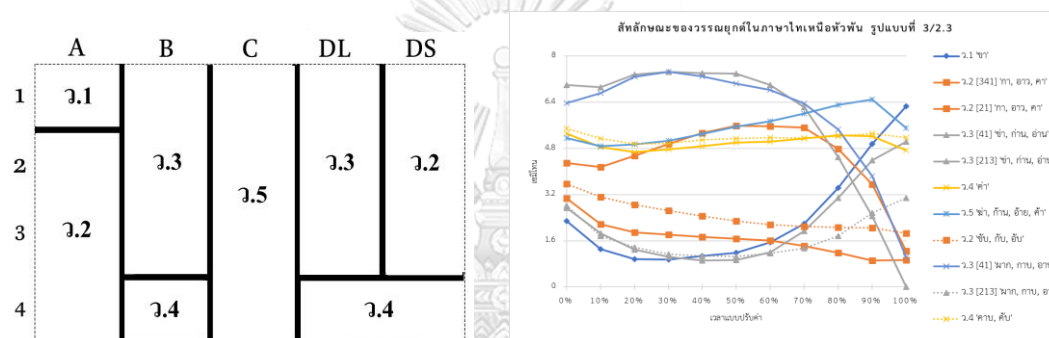 A B C DL DS
1 ว.1
2 ว.3 ว.3 ว.2
ว.5
3 ว.2
4 ว.4 ว.4
สัทลักษณะของวรรณยุกต์ในภาษาไทเหนือหัวพัน รูปแบบที่ 3/2.3
8
6.4
4.8
3.2
1.6
0
เซมิโทน
0% 10% 20% 30% 40% 50% 60% 70% 80% 90% 100%
เวลาแบบปรับค่า
ว.1 'ขา'
ว.2 [341] 'กา, อาว, คา'
ว.2 [21] 'กา, อาว, คา'
ว.3 [41] 'ข่า, ก่าน, อ่าน'
ว.3 [213] 'ข่า, ก่าน, อ่าน
ว.4 'ค่า'
ว.5 'ฆ่า, ก้าน, อ้าย, ค้า'
ว.2 'ขับ, กับ, อับ'
ว.3 [41] 'ผาก, กาบ, อาบ
ว.3 [213] 'ผาก, กาบ, อา
ว.4 'คาบ, คับ'